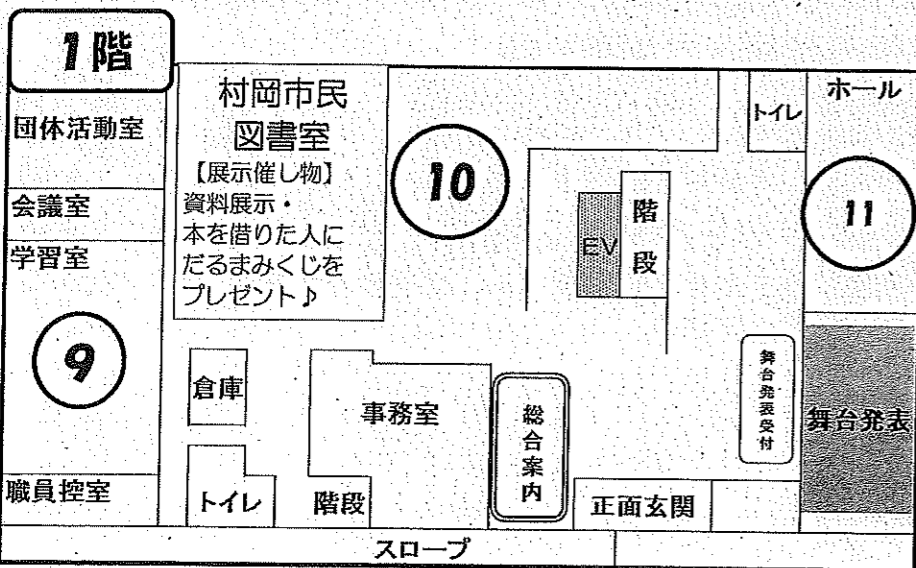 1階
団体活動室
会議室
学習室
9
職員控室
村岡市民
図書室
【展示催し物】
資料展示・
本を借りた人に
だるまみくじを
プレゼント♪
10
倉庫
トイレ
階段
事務室
総合案内
EV
階段
トイレ
ホール
11
舞台発表受付
舞台発表
正面玄関
スロープ